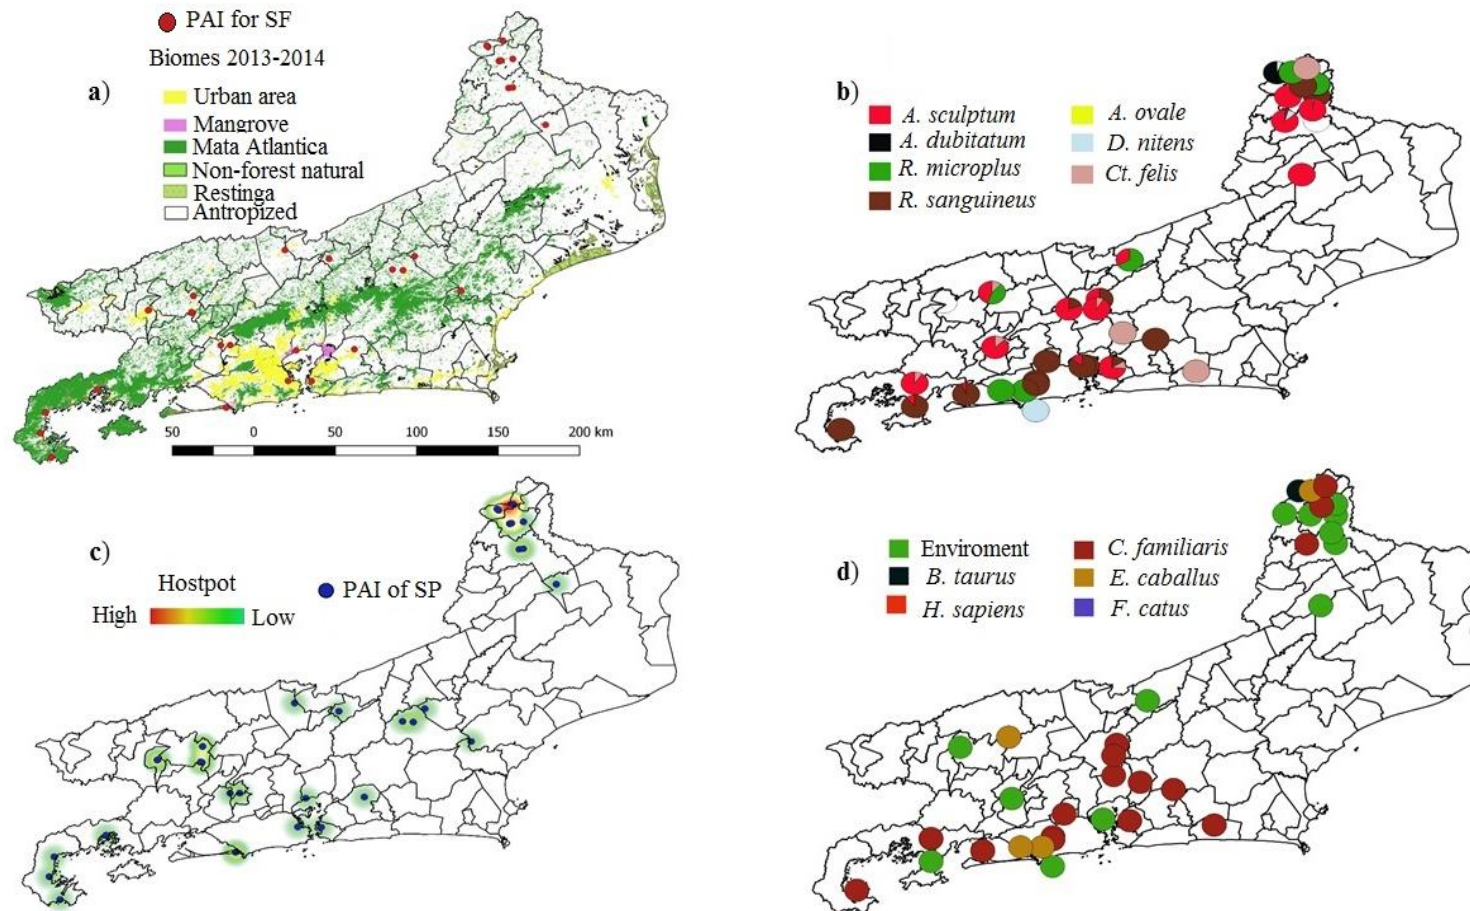 PAI for SF
Biomes 2013-2014
a)
Urban area
Mangrove
Mata Atlantica
Non-forest natural
Restinga
Antropized
50 0 50 100 150 200 km
b)
A. sculptum
A. dubitatum
R. microplus
R. sanguineus
A. ovale
D. nitens
Ct. felis
c)
Hostpot
High Low
PAI of SP
d)
Enviroment
B. taurus
H. sapiens
C. familiaris
E. caballus
F. catus